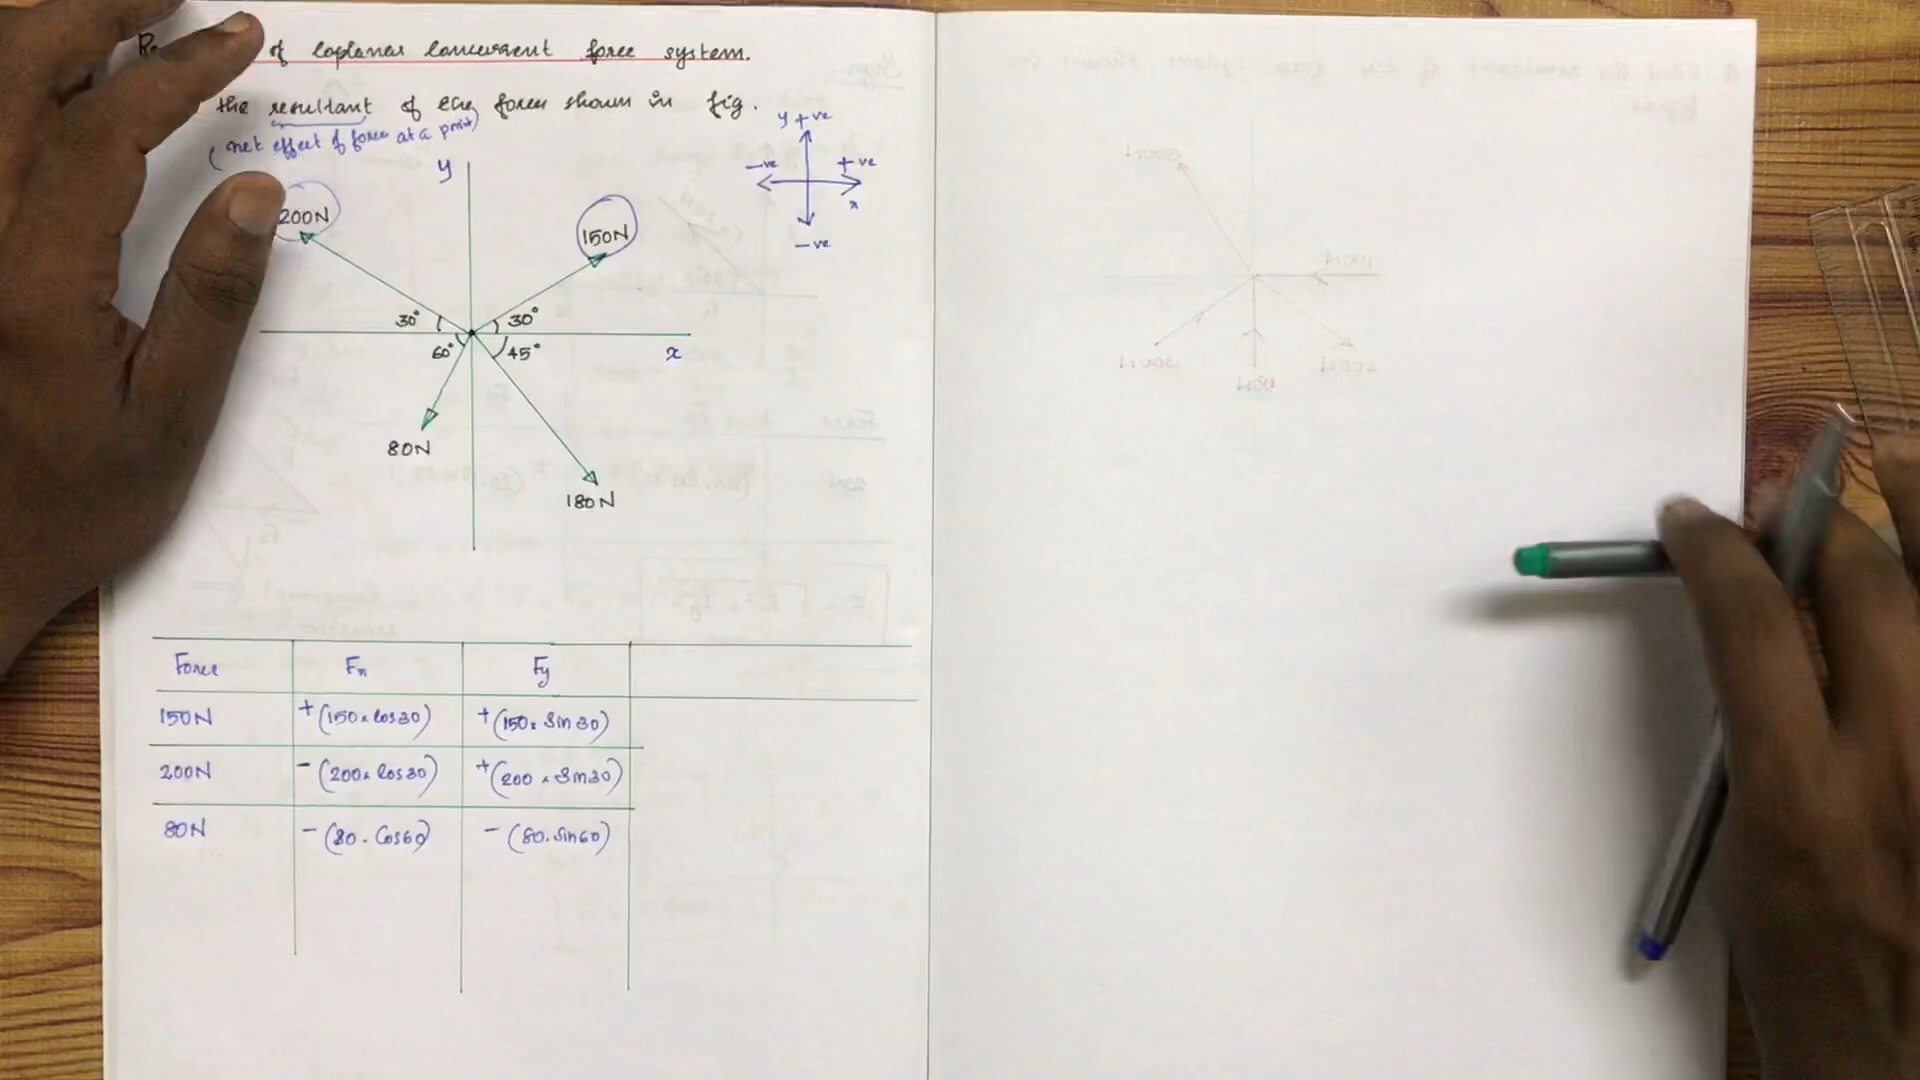 of Coplanar Concurrent force system.
the resultant of the forces shown in fig.
(net effect of force at a point)
y +ve
-ve +ve
x
-ve
y
200N
150N
30° 30°
60° 45°
x
80N
180N
Force Fx Fy
150N +(150×Cos30) +(150×Sin30)
200N -(200×Cos30) +(200×Sin30)
80N -(80.Cos60) -(80.Sin60)